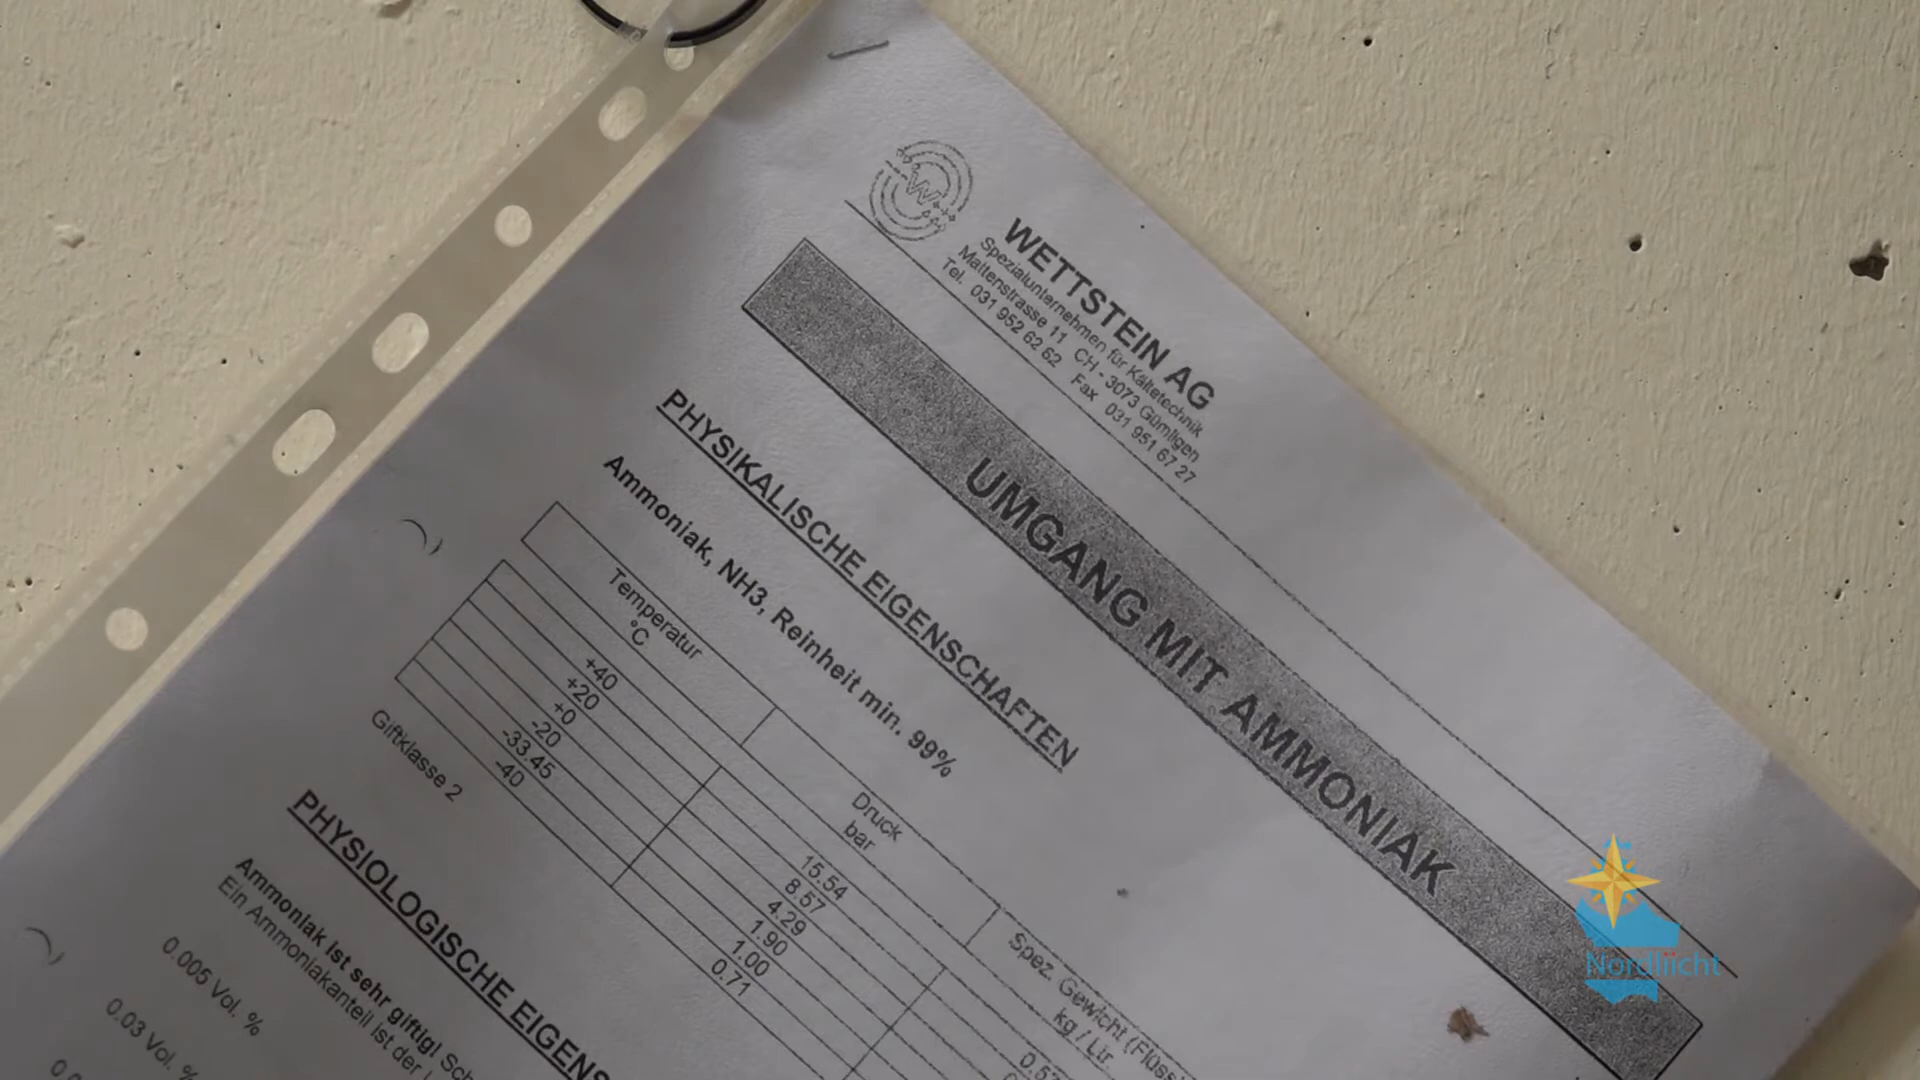 WETTSTEIN AG
Spezialunternehmen für Kältetechnik
Mattenstrasse 11 CH - 3073 Gümligen
Tel. 031 952 62 62 Fax 031 951 67 27
UMGANG MIT AMMONIAK
PHYSIKALISCHE EIGENSCHAFTEN
Ammoniak, NH3, Reinheit min. 99%
Temperatur Druck Spez. Gewicht
°C bar kg / Ltr.
+40 15.54
+20 8.57
+0 4.29
-20 1.90
-33.45 1.00
-40 0.71
Giftklasse 2
PHYSIOLOGISCHE
Ammoniak ist sehr giftig!
Ein Ammoniakanteil ist der
0.005 Vol. %
0.03 Vol. %
Nordliicht